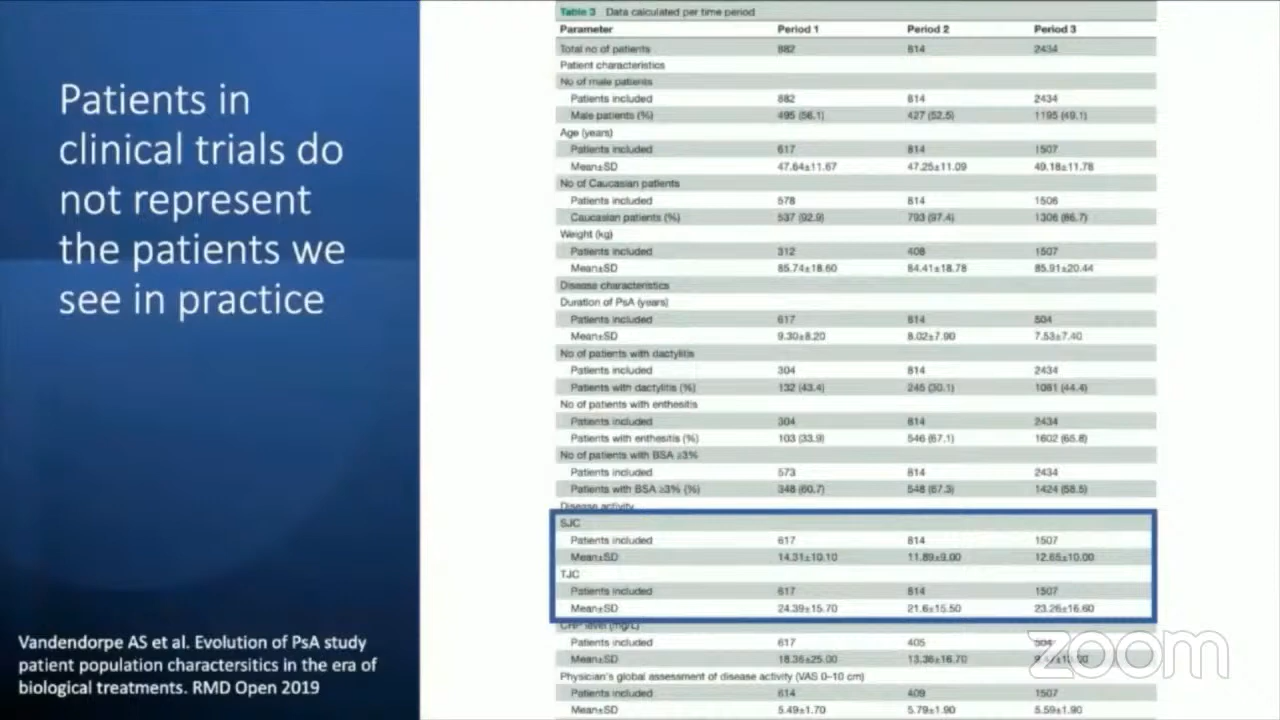 Patients in
clinical trials do
not represent
the patients we
see in practice
Vandendorpe AS et al. Evolution of PsA study
patient population charactersitics in the era of
biological treatments. RMD Open 2019
Table 3 Data calculated per time period
Parameter Period 1 Period 2 Period 3
Total no of patients 882 814 2434
Patient characteristics
No of male patients
Patients included 882 814 2434
Male patients (%) 495 (56.1) 427 (52.5) 1195 (49.1)
Age (years)
Patients included 617 814 1507
Mean±SD 47.64±11.67 47.25±11.09 49.18±11.78
No of Caucasian patients
Patients included 578 814 1506
Caucasian patients (%) 537 (92.9) 793 (97.4) 1306 (86.7)
Weight (kg)
Patients included 312 408 1507
Mean±SD 85.74±18.60 84.41±18.78 85.91±20.44
Disease characteristics
Duration of PsA (years)
Patients included 617 814 504
Mean±SD 9.30±8.20 8.02±7.90 7.53±7.40
No of patients with dactylitis
Patients included 304 814 2434
Patients with dactylitis (%) 132 (43.4) 245 (30.1) 1081 (44.4)
No of patients with enthesitis
Patients included 304 814 2434
Patients with enthesitis (%) 103 (33.9) 546 (67.1) 1602 (65.8)
No of patients with BSA ≥3%
Patients included 573 814 2434
Patients with BSA ≥3% (%) 348 (60.7) 548 (67.3) 1424 (58.5)
Disease activity
SJC
Patients included 617 814 1507
Mean±SD 14.31±10.10 11.89±9.00 12.65±10.00
TJC
Patients included 617 814 1507
Mean±SD 24.39±15.70 21.6±15.50 23.26±16.60
CRP level (mg/L)
Patients included 617 405 504
Mean±SD 18.36±25.00 13.36±16.70
Physician's global assessment of disease activity (VAS 0–10 cm)
Patients included 614 409 1507
Mean±SD 5.49±1.70 5.79±1.90 5.59±1.90
zoom